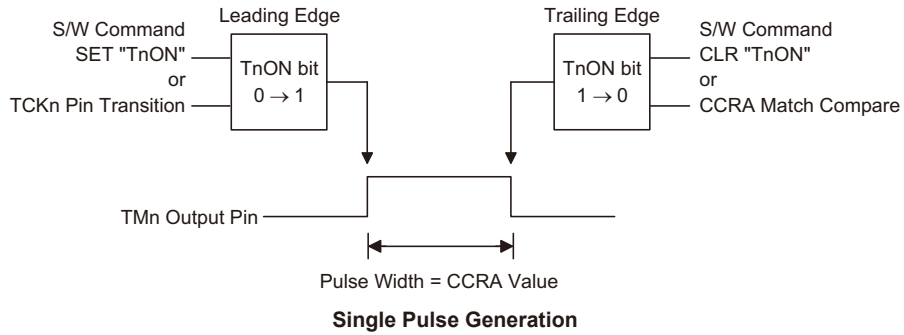 Leading Edge
S/W Command
SET "TnON"
or
TCKn Pin Transition
TnON bit
0 → 1
Trailing Edge
TnON bit
1 → 0
S/W Command
CLR "TnON"
or
CCRA Match Compare
TMn Output Pin
Pulse Width = CCRA Value
Single Pulse Generation